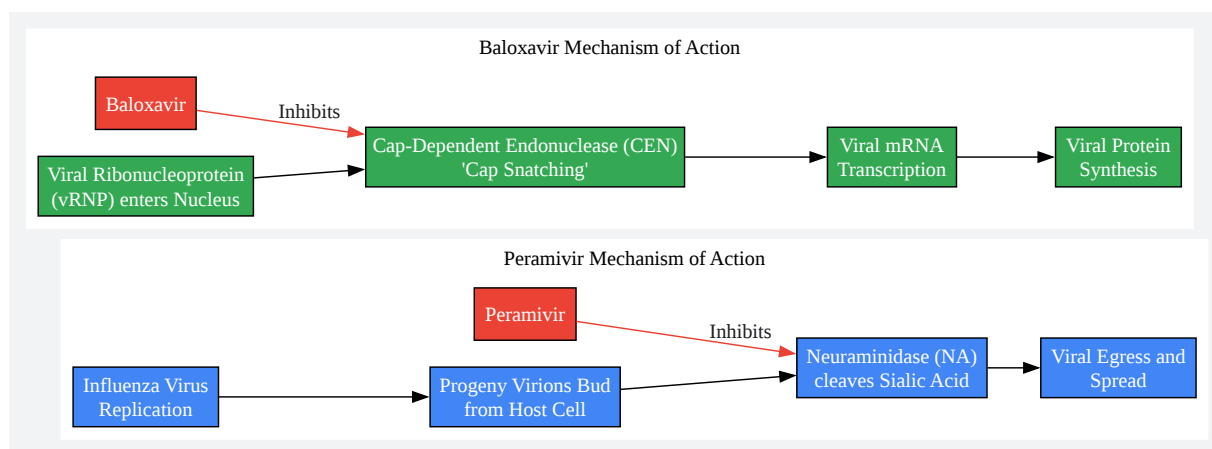 Baloxavir Mechanism of Action
Baloxavir
Inhibits
Viral Ribonucleoprotein
(vRNP) enters Nucleus
Cap-Dependent Endonuclease (CEN)
'Cap Snatching'
Viral mRNA
Transcription
Viral Protein
Synthesis
Peramivir Mechanism of Action
Peramivir
Inhibits
Influenza Virus
Replication
Progeny Virions Bud
from Host Cell
Neuraminidase (NA)
cleaves Sialic Acid
Viral Egress and
Spread